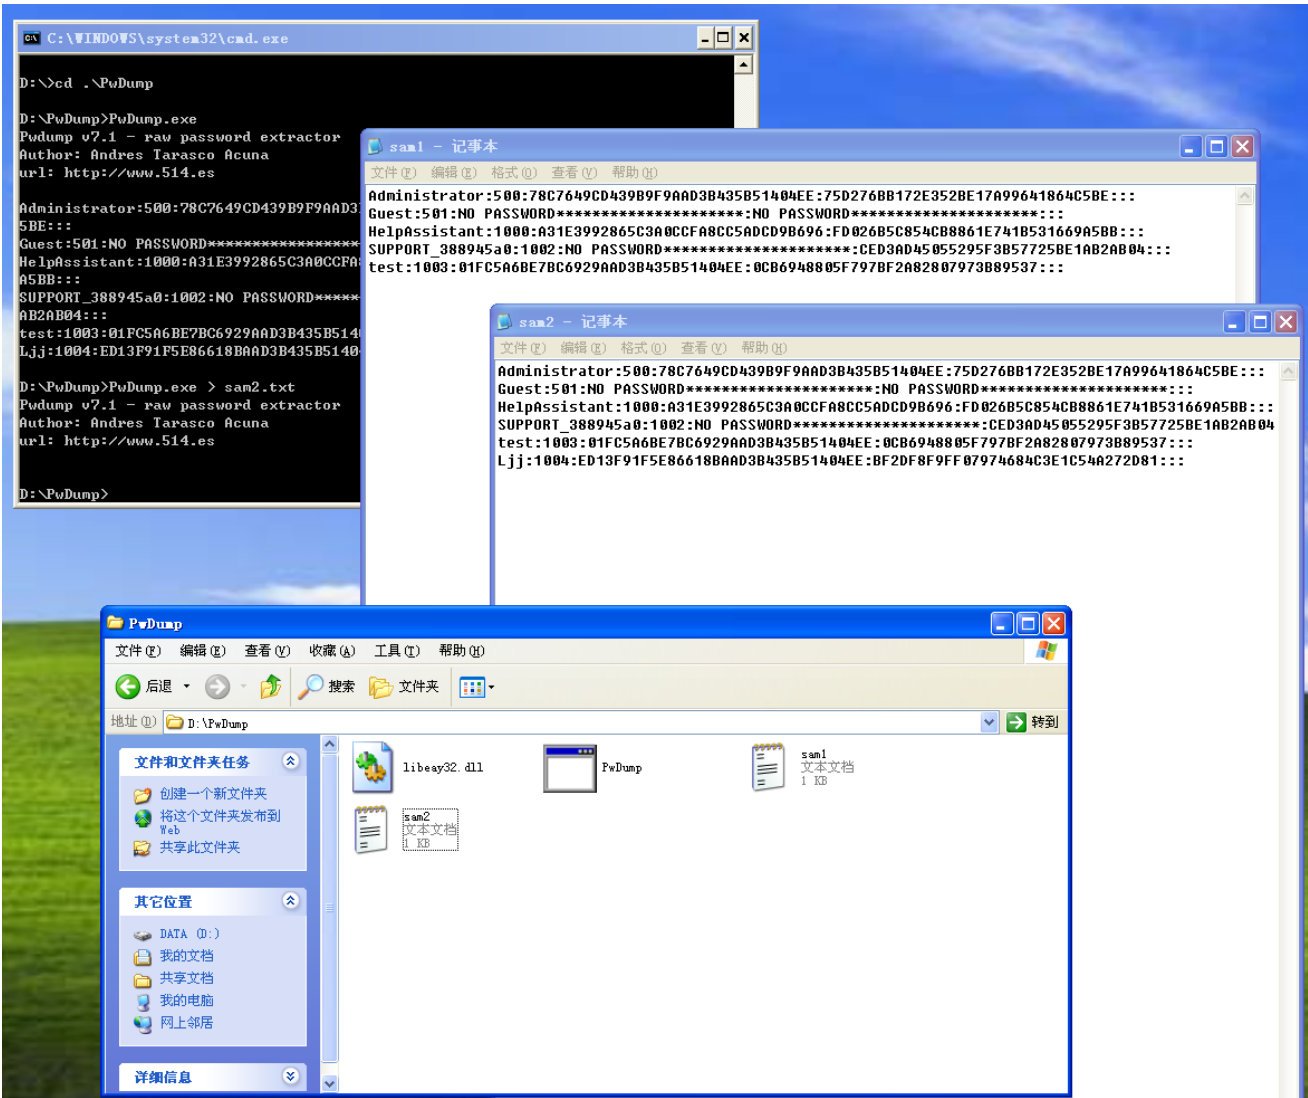 C:\WINDOWS\system32\cmd.exe
D:\>cd .\PwDump
D:\PwDump>PwDump.exe
Pwdump v7.1 - raw password extractor
Author: Andres Tarasco Acuna
url: http://www.514.es
Administrator:500:78C7649CD439B9F9AAD3
5BE:::
Guest:501:NO PASSWORD*****************
HelpAssistant:1000:A31E3992865C3A0CCFA
A5BB:::
SUPPORT_388945a0:1002:NO PASSWORD*****
AB2AB04:::
test:1003:01FC5A6BE7BC6929AAD3B435B514
Ljj:1004:ED13F91F5E86618BAAD3B435B5140
D:\PwDump>PwDump.exe > sam2.txt
Pwdump v7.1 - raw password extractor
Author: Andres Tarasco Acuna
url: http://www.514.es
D:\PwDump>
sam1 - 记事本
文件(F) 编辑(E) 格式(O) 查看(V) 帮助(H)
Administrator:500:78C7649CD439B9F9AAD3B435B51404EE:75D276BB172E352BE17A99641864C5BE:::
Guest:501:NO PASSWORD*********************:NO PASSWORD*********************:::
HelpAssistant:1000:A31E3992865C3A0CCFA8CC5ADCD9B696:FD026B5C854CB8861E741B531669A5BB:::
SUPPORT_388945a0:1002:NO PASSWORD*********************:CED3AD45055295F3B57725BE1AB2AB04:::
test:1003:01FC5A6BE7BC6929AAD3B435B51404EE:0CB6948805F797BF2A82807973B89537:::
sam2 - 记事本
文件(F) 编辑(E) 格式(O) 查看(V) 帮助(H)
Administrator:500:78C7649CD439B9F9AAD3B435B51404EE:75D276BB172E352BE17A99641864C5BE:::
Guest:501:NO PASSWORD*********************:NO PASSWORD*********************:::
HelpAssistant:1000:A31E3992865C3A0CCFA8CC5ADCD9B696:FD026B5C854CB8861E741B531669A5BB:::
SUPPORT_388945a0:1002:NO PASSWORD*********************:CED3AD45055295F3B57725BE1AB2AB04
test:1003:01FC5A6BE7BC6929AAD3B435B51404EE:0CB6948805F797BF2A82807973B89537:::
Ljj:1004:ED13F91F5E86618BAAD3B435B51404EE:BF2DF8F9FF07974684C3E1C54A272D81:::
PwDump
文件(F) 编辑(E) 查看(V) 收藏(A) 工具(T) 帮助(H)
后退 搜索 文件夹
地址(D) D:\PwDump 转到
文件和文件夹任务
创建一个新文件夹
将这个文件夹发布到
Web
共享此文件夹
其它位置
DATA (D:)
我的文档
共享文档
我的电脑
网上邻居
详细信息
libeay32.dll
PwDump
sam1
文本文档
1 KB
sam2
文本文档
1 KB